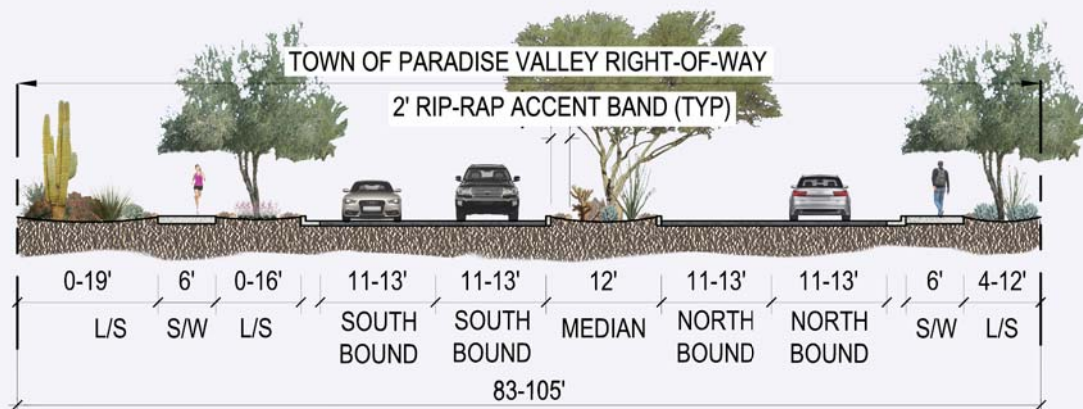 TOWN OF PARADISE VALLEY RIGHT-OF-WAY
2' RIP-RAP ACCENT BAND (TYP)
0-19' 6' 0-16' 11-13' 11-13' 12' 11-13' 11-13' 6' 4-12'
L/S S/W L/S SOUTH SOUTH MEDIAN NORTH NORTH S/W L/S
BOUND BOUND BOUND BOUND
83-105'